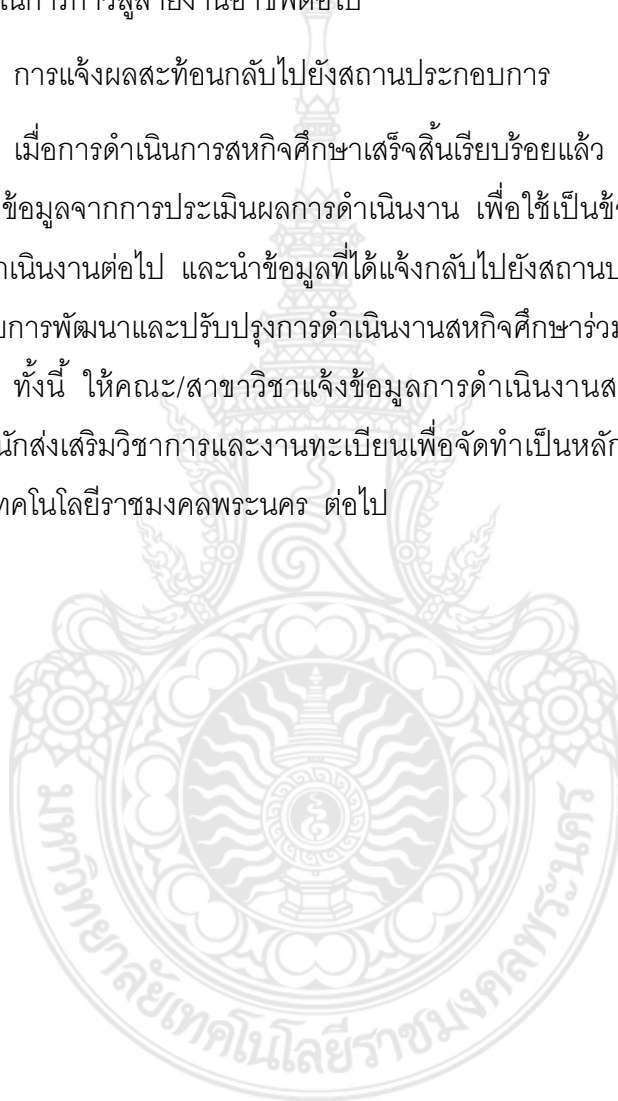 การแจ้งผลสะท้อนกลับไปยังสถานประกอบการ
เมื่อการดำเนินการสหกิจศึกษาเสร็จสิ้นเรียบร้อยแล้ว
ข้อมูลจากการประเมินผลการดำเนินงาน เพื่อใช้เป็น
ำเนินงานต่อไป และนำข้อมูลที่ได้แจ้งกลับไปยังสถานป
บการพัฒนาและปรับปรุงการดำเนินงานสหกิจศึกษาร่วม
ทั้งนี้ ให้คณะ/สาขาวิชาแจ้งข้อมูลการดำเนินงานส
นักส่งเสริมวิชาการและงานทะเบียนเพื่อจัดทำเป็นหลัก
ทคโนโลยีราชมงคลพระนคร ต่อไป
มหาวิทยาลัยเทคโนโลยีราชมงคลพระนคร